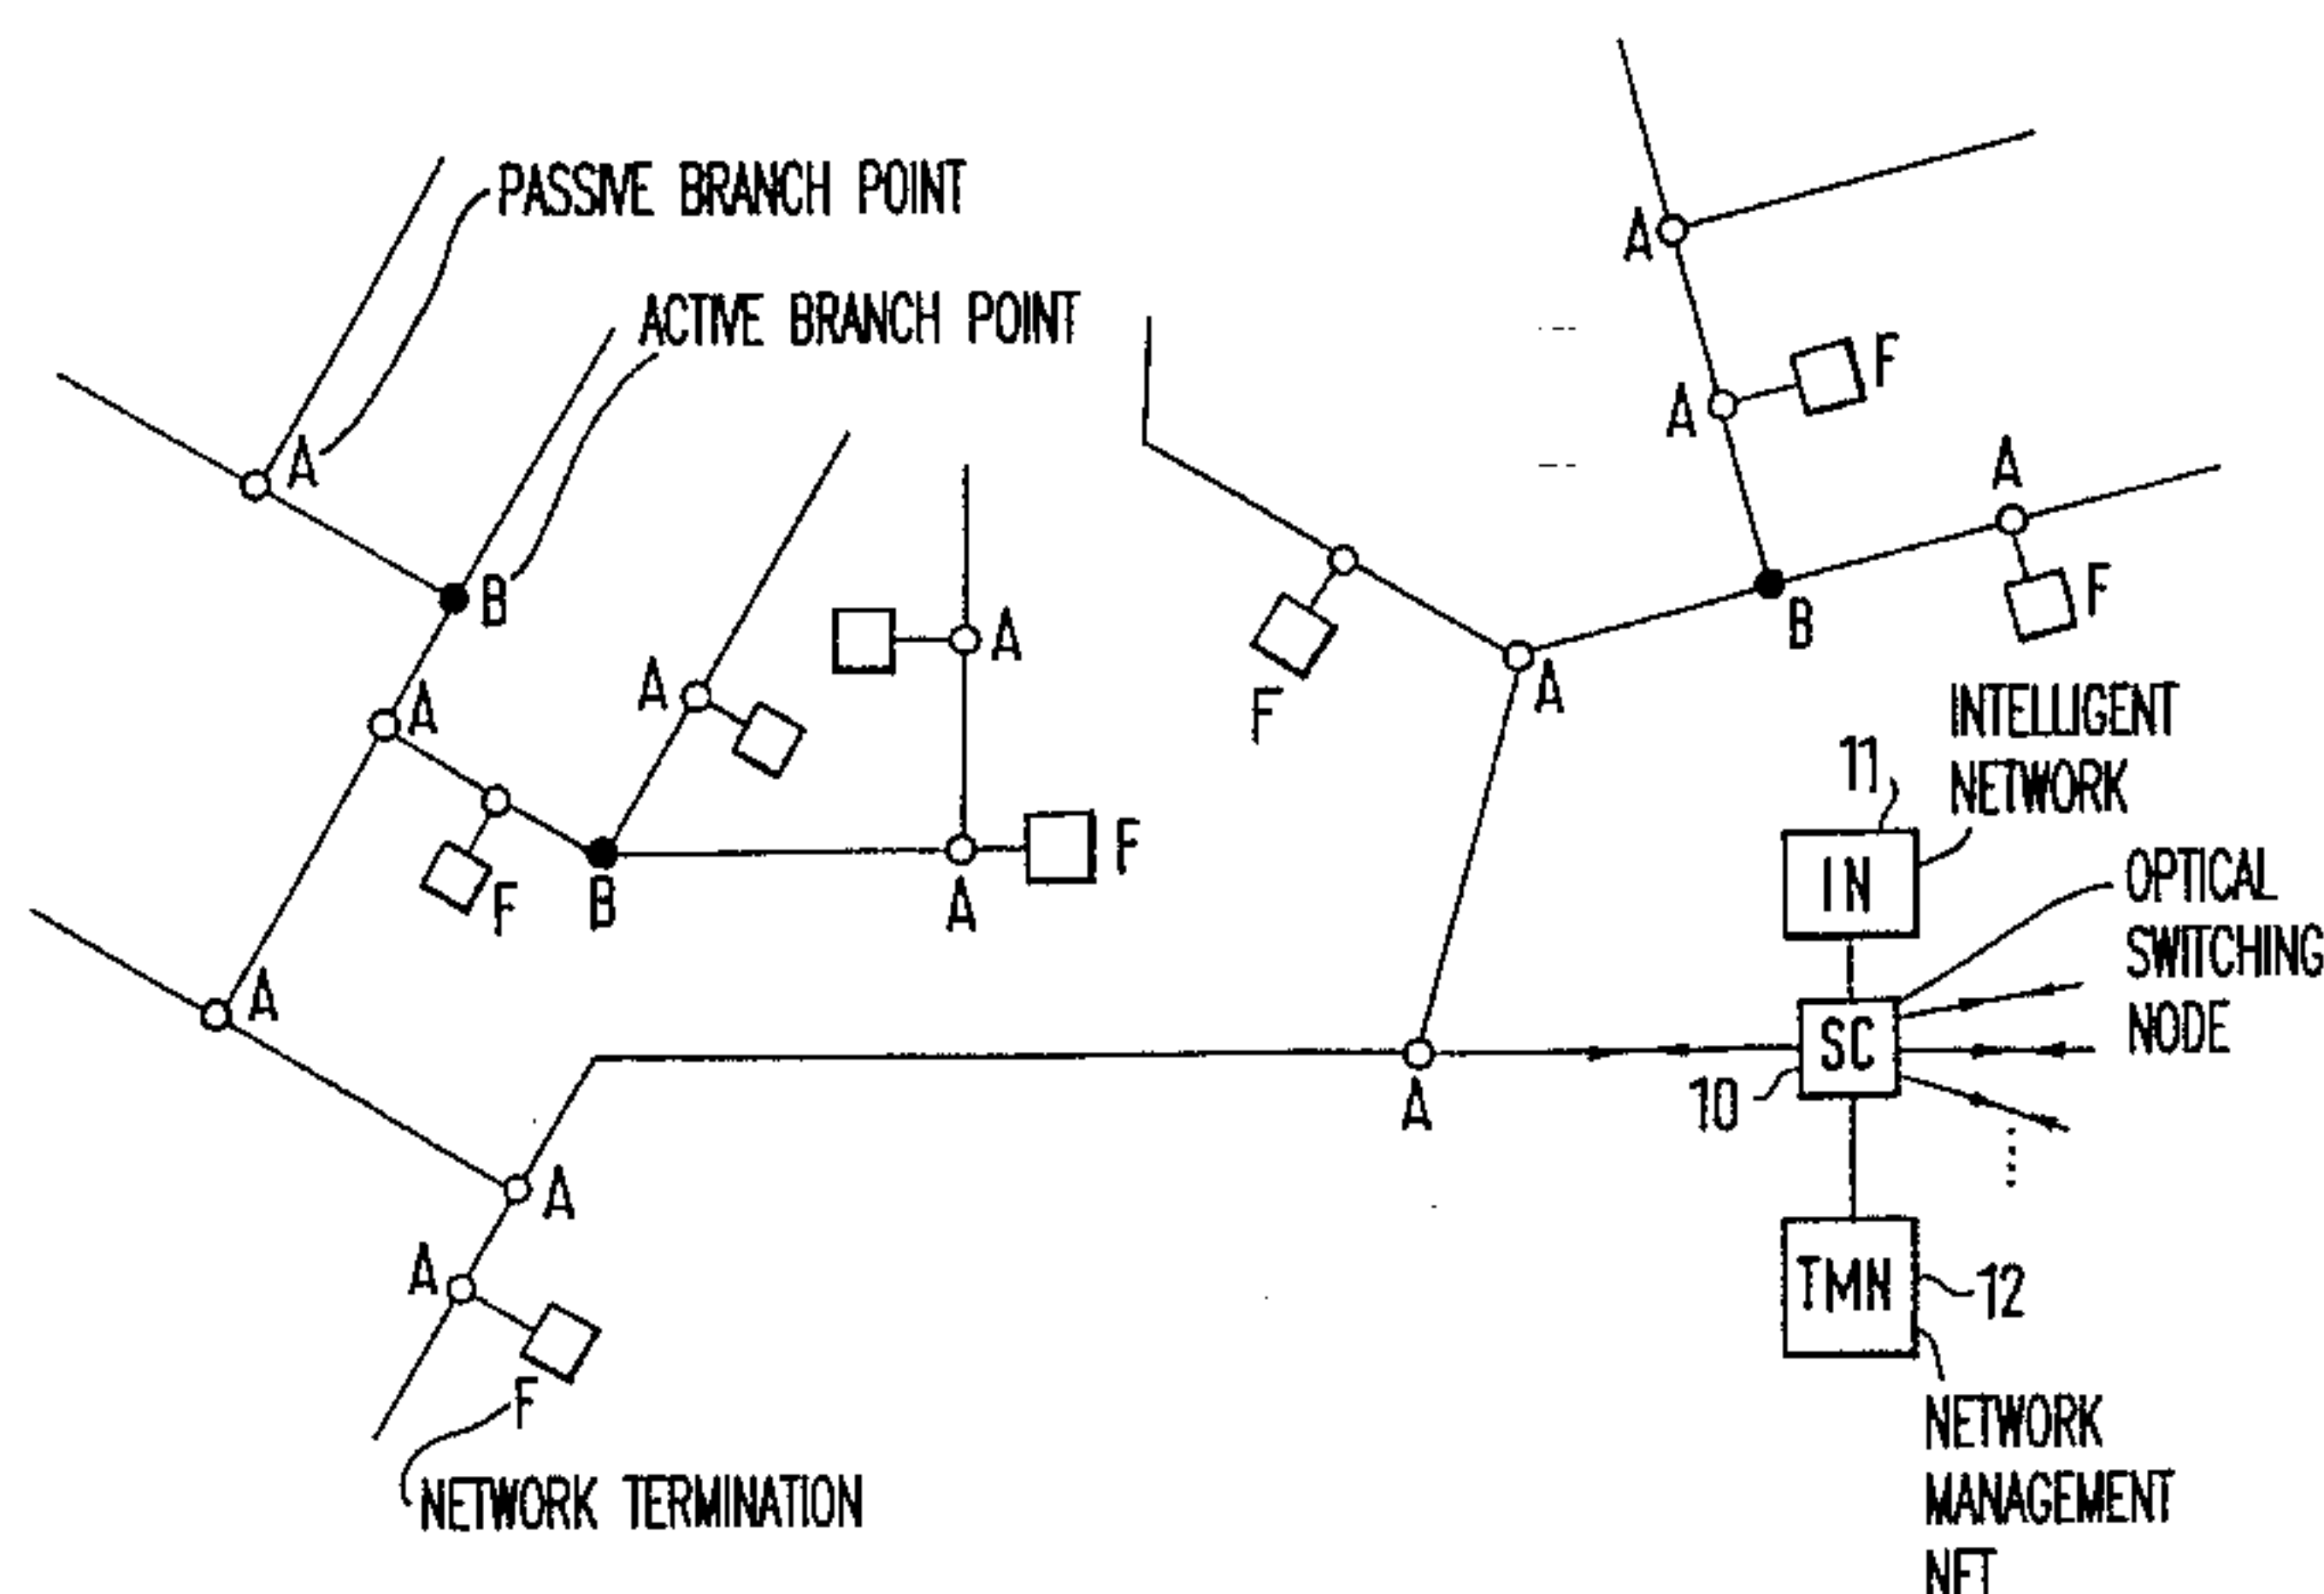 PASSIVE BRANCH POINT
ACTIVE BRANCH POINT
A
A
F
A
A
A
F
B
B
A
A
A
F
A
A
F
INTELLIGENT
NETWORK
11
IN
F
F
B
A
OPTICAL
SWITCHING
NODE
A
SC
10
A
A
A
TMN
12
F
NETWORK TERMINATION
NETWORK
MANAGEMENT
NET